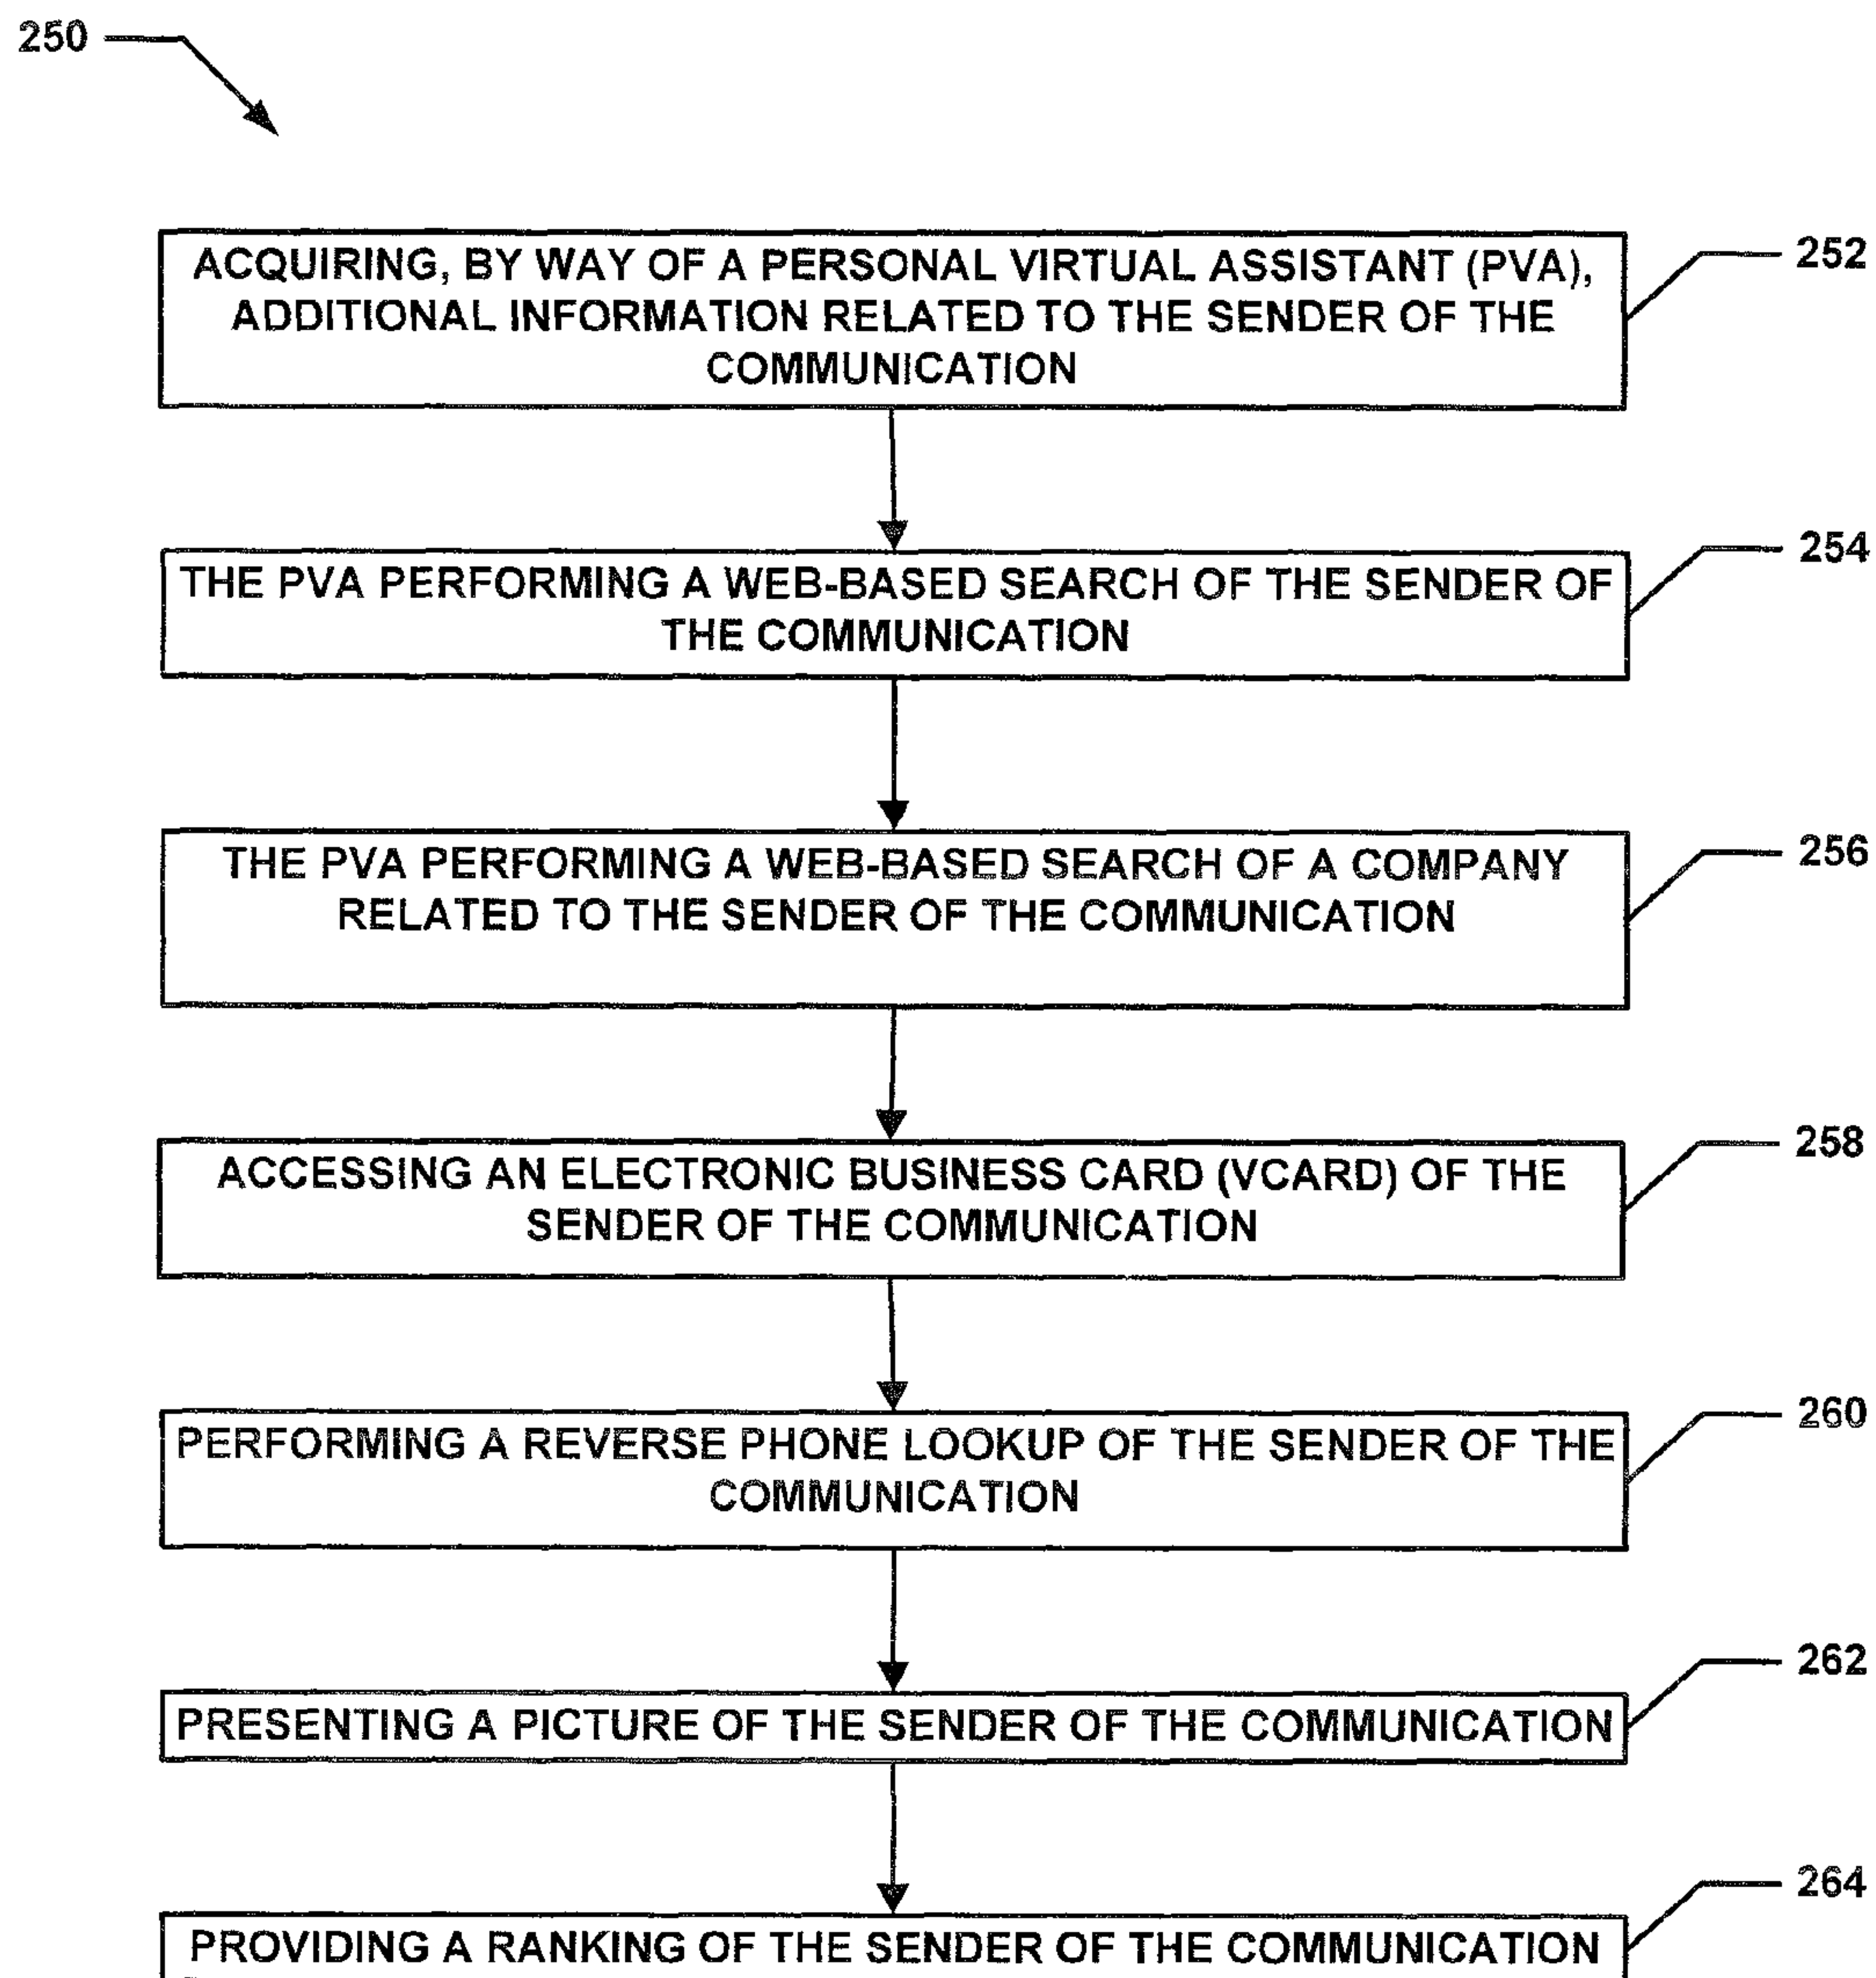 250
ACQUIRING, BY WAY OF A PERSONAL VIRTUAL ASSISTANT (PVA),
ADDITIONAL INFORMATION RELATED TO THE SENDER OF THE
COMMUNICATION
252
THE PVA PERFORMING A WEB-BASED SEARCH OF THE SENDER OF
THE COMMUNICATION
254
THE PVA PERFORMING A WEB-BASED SEARCH OF A COMPANY
RELATED TO THE SENDER OF THE COMMUNICATION
256
ACCESSING AN ELECTRONIC BUSINESS CARD (VCARD) OF THE
SENDER OF THE COMMUNICATION
258
PERFORMING A REVERSE PHONE LOOKUP OF THE SENDER OF THE
COMMUNICATION
260
PRESENTING A PICTURE OF THE SENDER OF THE COMMUNICATION
262
PROVIDING A RANKING OF THE SENDER OF THE COMMUNICATION
264